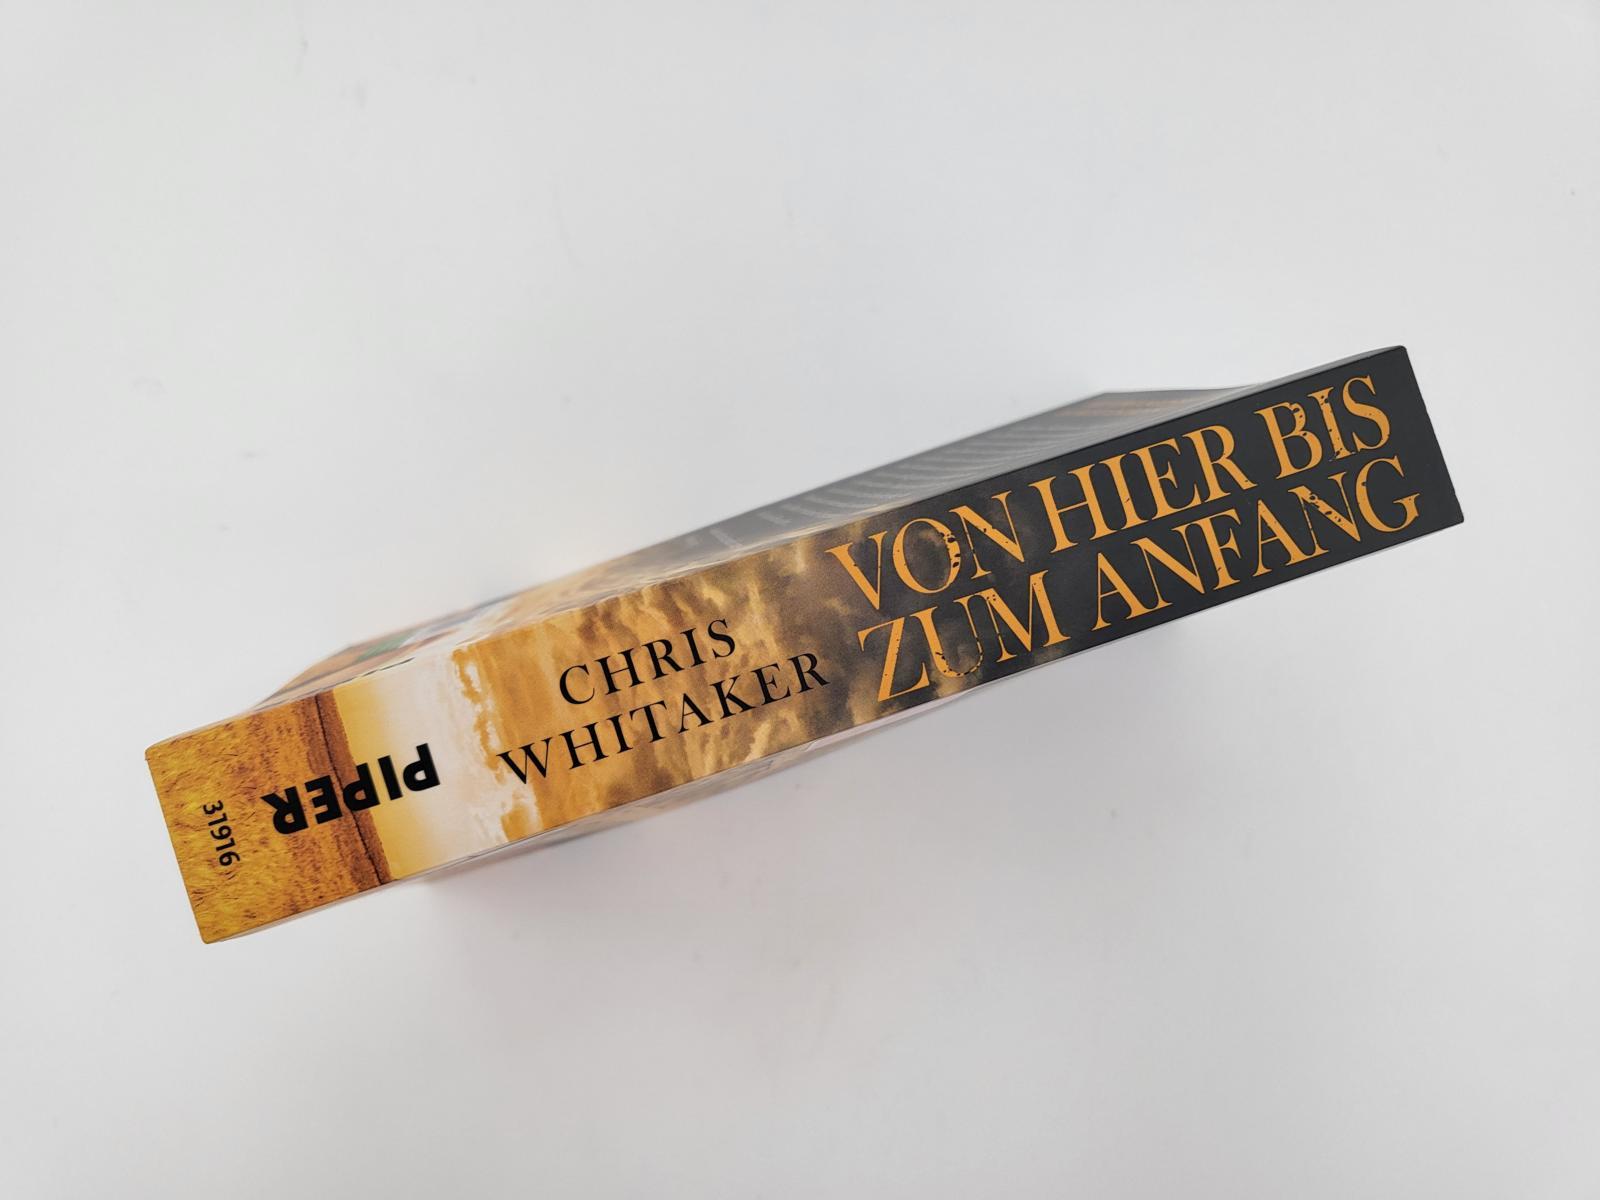 VON HIER BIS
ZUM ANFANG
CHRIS
WHITAKER
PIPER
31916